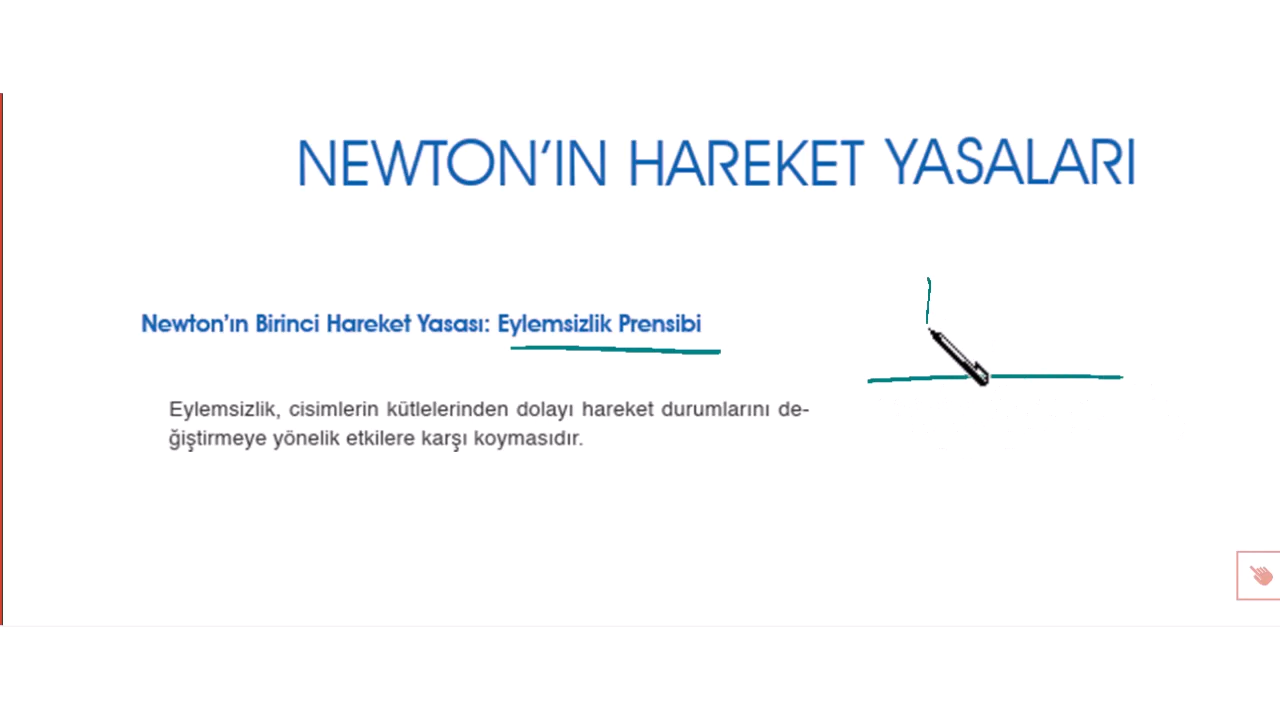 NEWTON’IN HAREKET YASALARI
Newton’ın Birinci Hareket Yasası: Eylemsizlik Prensibi
Eylemsizlik, cisimlerin kütlelerinden dolayı hareket durumlarını de-
ğiştirmeye yönelik etkilere karşı koymasıdır.